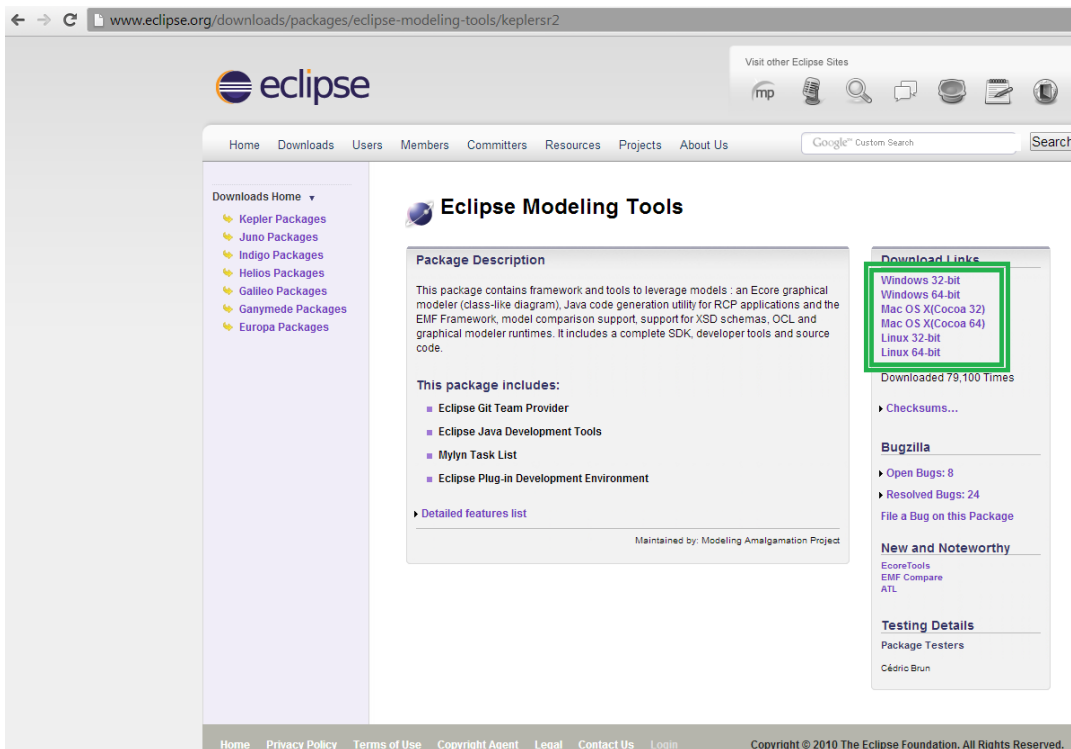 www.eclipse.org/downloads/packages/eclipse-modeling-tools/keplersr2
eclipse
Visit other Eclipse Sites
mp
Home Downloads Users Members Committers Resources Projects About Us
Google™ Custom Search
Search
Downloads Home
Kepler Packages
Juno Packages
Indigo Packages
Helios Packages
Galileo Packages
Ganymede Packages
Europa Packages
Eclipse Modeling Tools
Package Description
This package contains framework and tools to leverage models : an Ecore graphical
modeler (class-like diagram), Java code generation utility for RCP applications and the
EMF Framework, model comparison support, support for XSD schemas, OCL and
graphical modeler runtimes. It includes a complete SDK, developer tools and source
code.
This package includes:
Eclipse Git Team Provider
Eclipse Java Development Tools
Mylyn Task List
Eclipse Plug-in Development Environment
Detailed features list
Maintained by: Modeling Amalgamation Project
Download Links
Windows 32-bit
Windows 64-bit
Mac OS X(Cocoa 32)
Mac OS X(Cocoa 64)
Linux 32-bit
Linux 64-bit
Downloaded 79,100 Times
Checksums...
Bugzilla
Open Bugs: 8
Resolved Bugs: 24
File a Bug on this Package
New and Noteworthy
EcoreTools
EMF Compare
ATL
Testing Details
Package Testers
Cédric Brun
Home Privacy Policy Terms of Use Copyright Agent Legal Contact Us Login
Copyright © 2010 The Eclipse Foundation. All Rights Reserved.